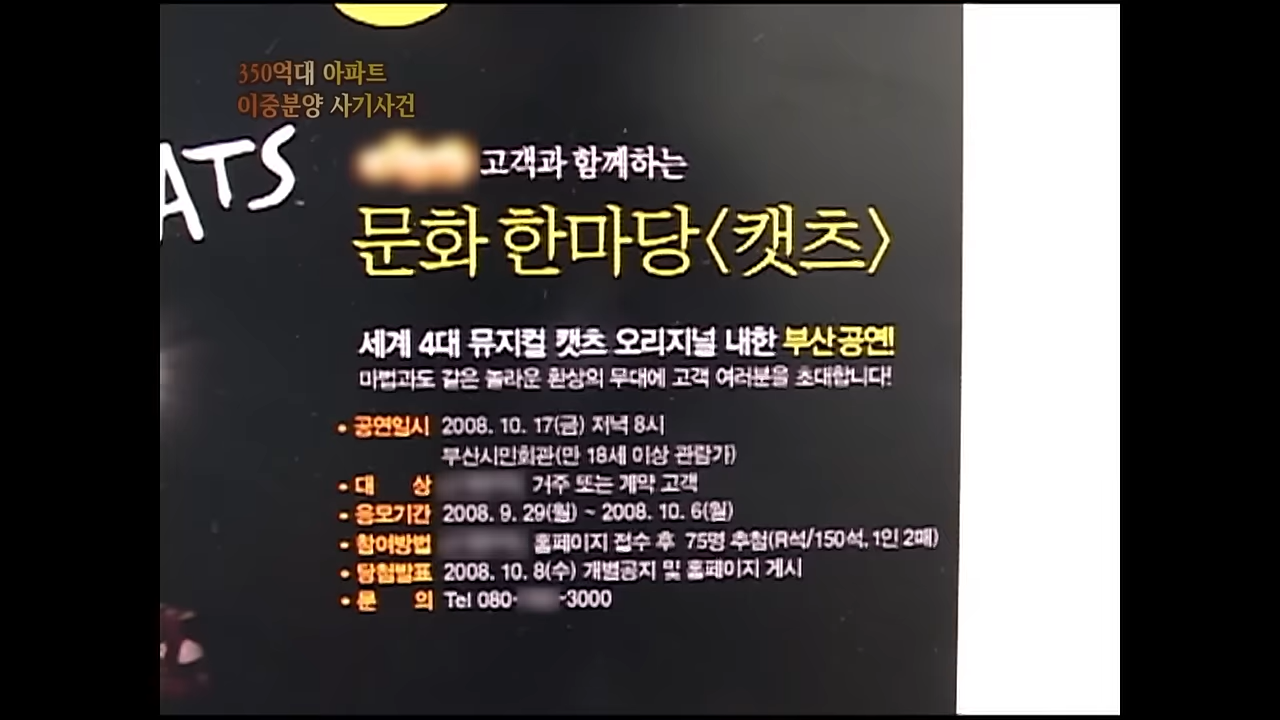 350억대 아파트
이중분양 사기사건
ATS
고객과 함께하는
문화 한마당〈캣츠〉
세계 4대 뮤지컬 캣츠 오리지널 내한 부산공연!
마법과도 같은 놀라운 환상의 무대에 고객 여러분을 초대합니다!
• 공연일시 2008. 10. 17(금) 저녁 8시
부산시민회관(만 18세 이상 관람가)
• 대 상 거주 또는 계약 고객
• 응모기간 2008. 9. 29(월) ~ 2008. 10. 6(월)
• 참여방법 홈페이지 접수 후 75명 추첨(R석/150석, 1인 2매)
• 당첨발표 2008. 10. 8(수) 개별공지 및 홈페이지 게시
• 문 의 Tel 080- -3000